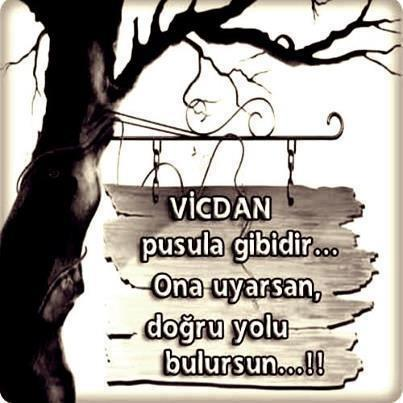 VİCDAN
pusula gibidir...
Ona uyarsan,
doğru yolu
bulursun...!!